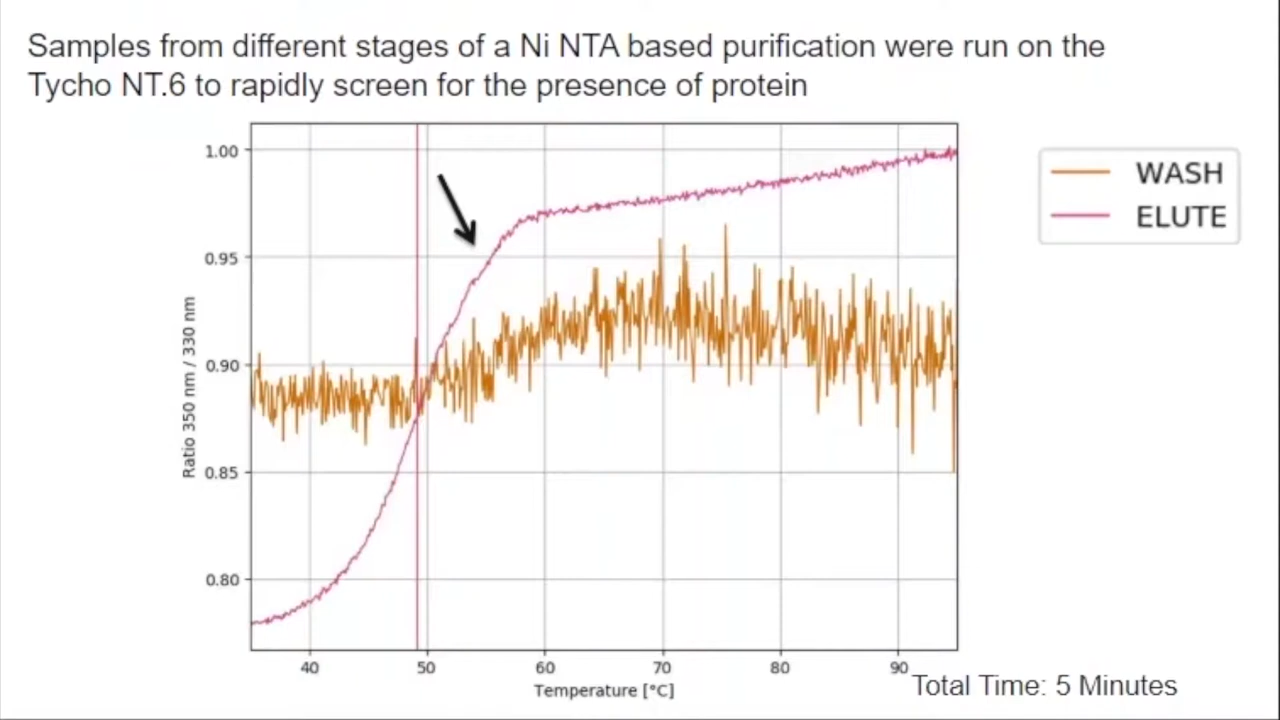 Samples from different stages of a Ni NTA based purification were run on the
Tycho NT.6 to rapidly screen for the presence of protein
WASH
ELUTE
Ratio 350 nm / 330 nm
1.00
0.95
0.90
0.85
0.80
40 50 60 70 80 90
Temperature [°C]
Total Time: 5 Minutes